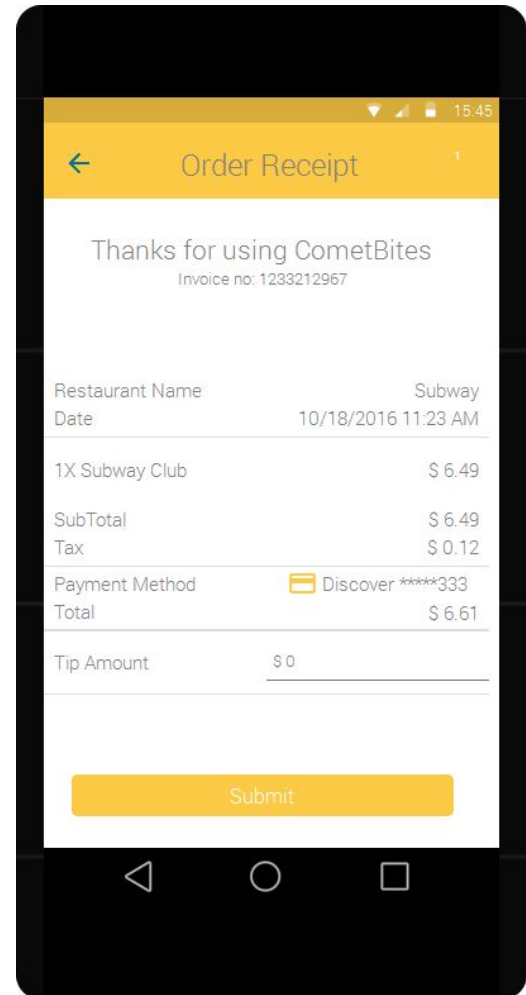 15:45
Order Receipt 1
Thanks for using CometBites
Invoice no: 1233212967
Restaurant Name Subway
Date 10/18/2016 11:23 AM
1X Subway Club $ 6.49
SubTotal $ 6.49
Tax $ 0.12
Payment Method Discover *****333
Total $ 6.61
Tip Amount $ 0
Submit